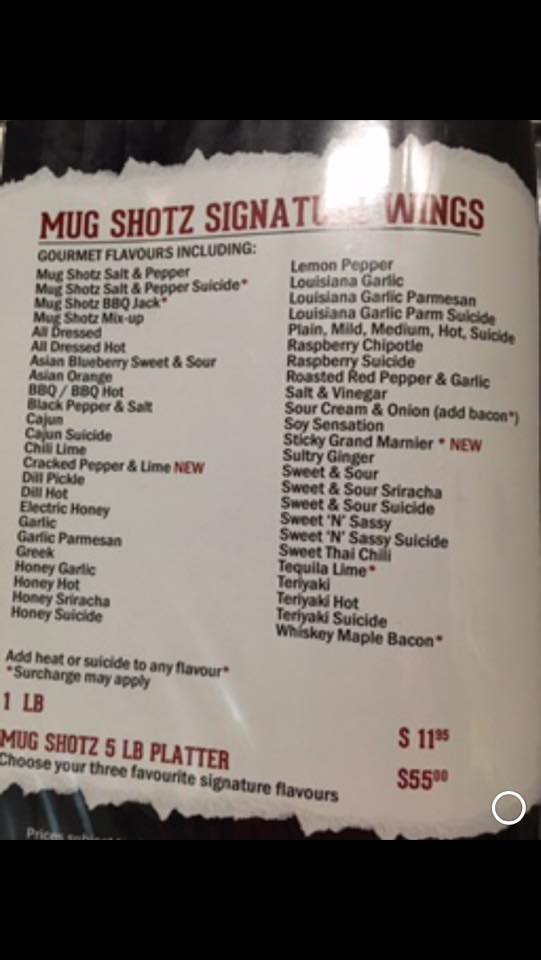 MUG SHOTZ SIGNATURE WINGS
GOURMET FLAVOURS INCLUDING:
Mug Shotz Salt & Pepper
Mug Shotz Salt & Pepper Suicide*
Mug Shotz BBQ Jack*
Mug Shotz Mix-up
All Dressed
All Dressed Hot
Asian Blueberry Sweet & Sour
Asian Orange
BBQ / BBQ Hot
Black Pepper & Salt
Cajun
Cajun Suicide
Chili Lime
Cracked Pepper & Lime NEW
Dill Pickle
Dill Hot
Electric Honey
Garlic
Garlic Parmesan
Greek
Honey Garlic
Honey Hot
Honey Sriracha
Honey Suicide
Lemon Pepper
Louisiana Garlic
Louisiana Garlic Parmesan
Louisiana Garlic Parm Suicide
Plain, Mild, Medium, Hot, Suicide
Raspberry Chipotle
Raspberry Suicide
Roasted Red Pepper & Garlic
Salt & Vinegar
Sour Cream & Onion (add bacon*)
Soy Sensation
Sticky Grand Marnier * NEW
Sultry Ginger
Sweet & Sour
Sweet & Sour Sriracha
Sweet & Sour Suicide
Sweet 'N' Sassy
Sweet 'N' Sassy Suicide
Sweet Thai Chili
Tequila Lime*
Teriyaki
Teriyaki Hot
Teriyaki Suicide
Whiskey Maple Bacon*
Add heat or suicide to any flavour*
*Surcharge may apply
1 LB $ 11⁹⁵
MUG SHOTZ 5 LB PLATTER $55⁰⁰
Choose your three favourite signature flavours
Prices